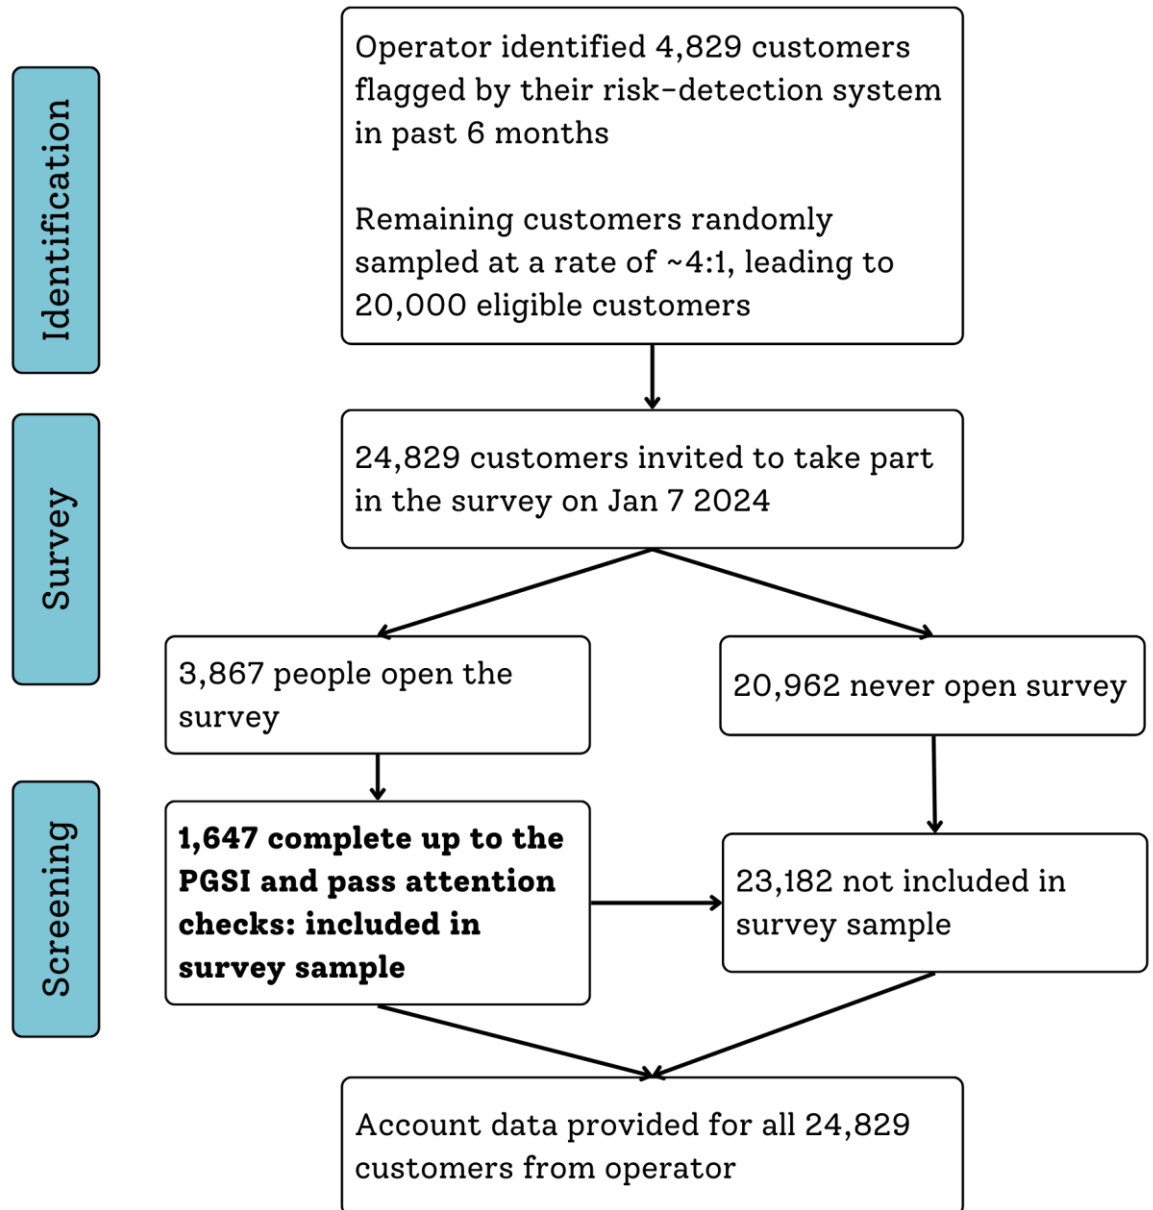 Identification
Operator identified 4,829 customers
flagged by their risk-detection system
in past 6 months
Remaining customers randomly
sampled at a rate of ~4:1, leading to
20,000 eligible customers
Survey
24,829 customers invited to take part
in the survey on Jan 7 2024
3,867 people open the
survey
20,962 never open survey
Screening
1,647 complete up to the
PGSI and pass attention
checks: included in
survey sample
23,182 not included in
survey sample
Account data provided for all 24,829
customers from operator